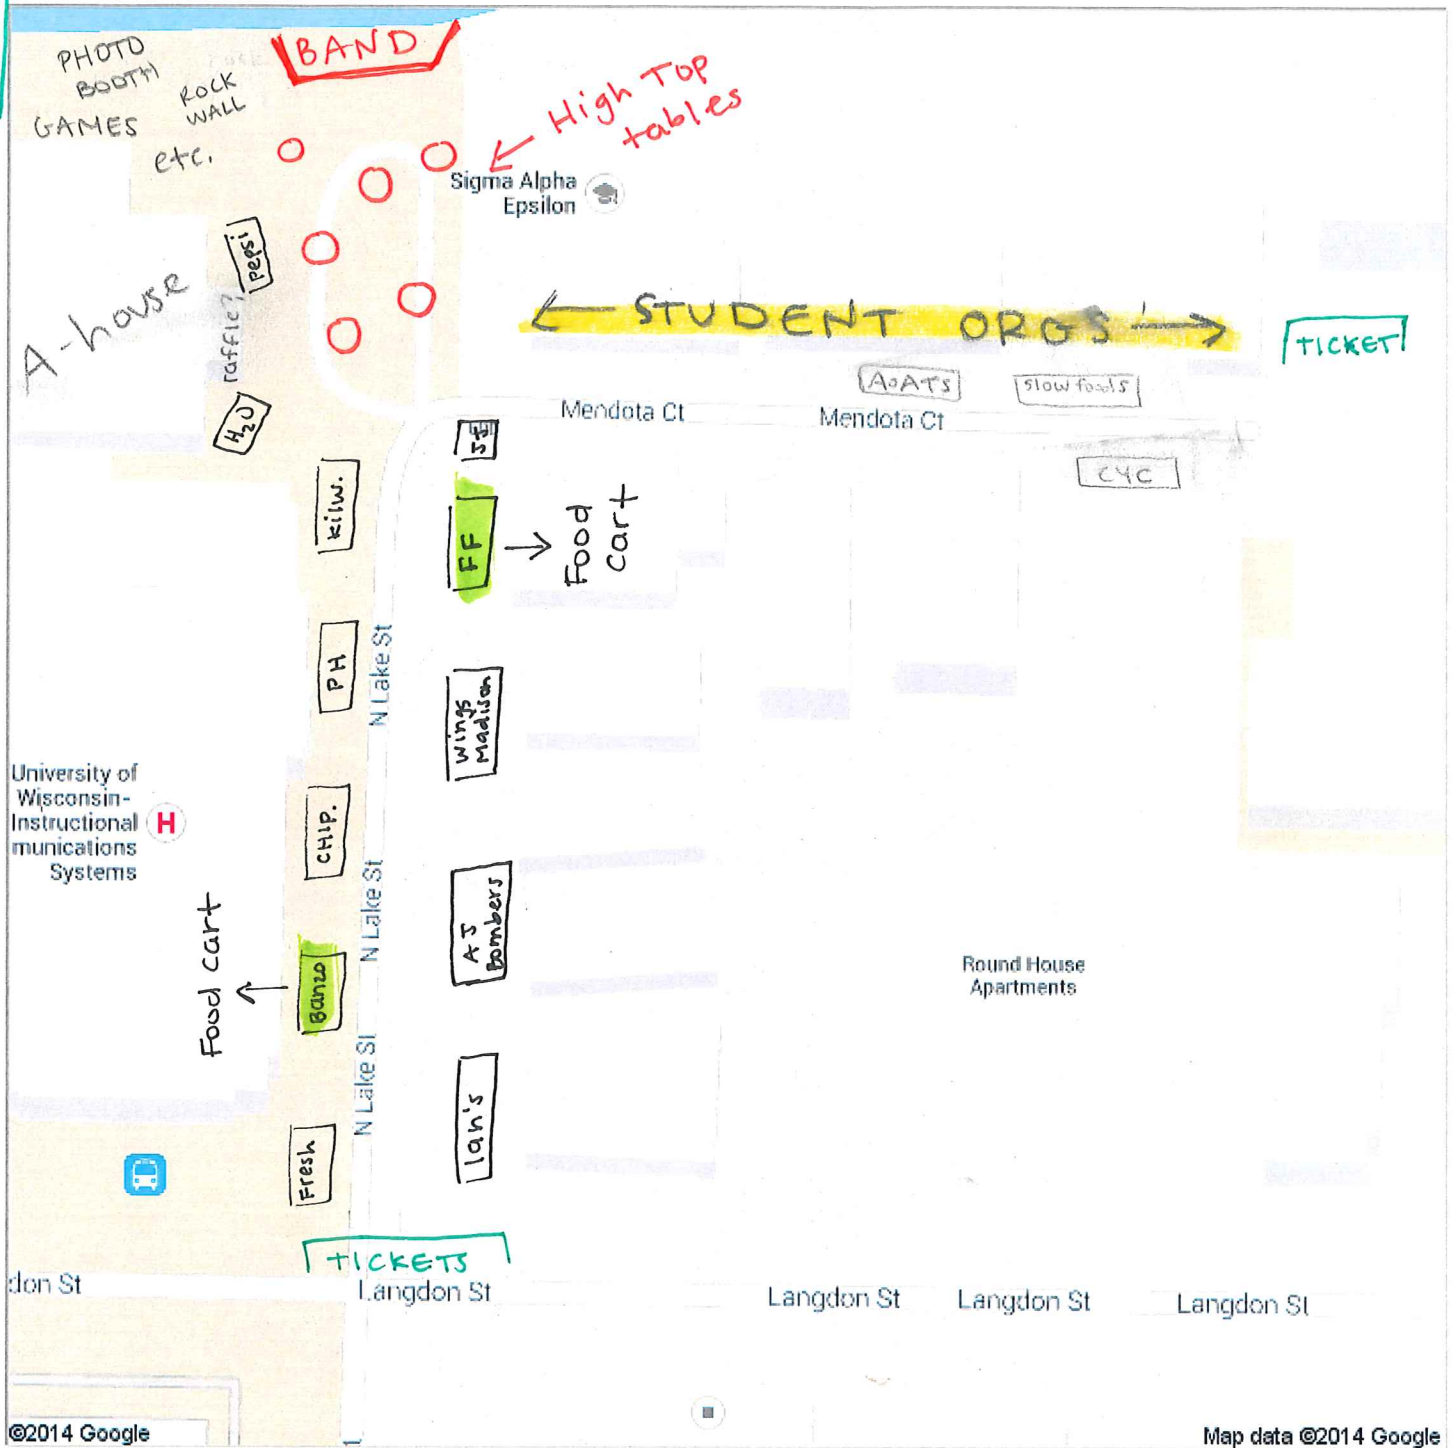 PHOTO
BOOTH
GAMES
ROCK
WALL
etc.
BAND
High Top
tables
Sigma Alpha
Epsilon
A-house
Pepsi
raffle?
H2O
← STUDENT ORGS →
TICKET
AOATS
slow foods
CYC
Mendota Ct
Mendota Ct
JJ
Kilw.
FF
Food
Cart
PH
N Lake St
Wings
Madison
University of
Wisconsin-
Instructional
munications
Systems
H
CHIP.
N Lake St
AJ
Bombers
Food cart
Banzo
N Lake St
Round House
Apartments
Fresh
Ian's
TICKETS
don St
Langdon St
Langdon St
Langdon St
Langdon St
©2014 Google
Map data ©2014 Google